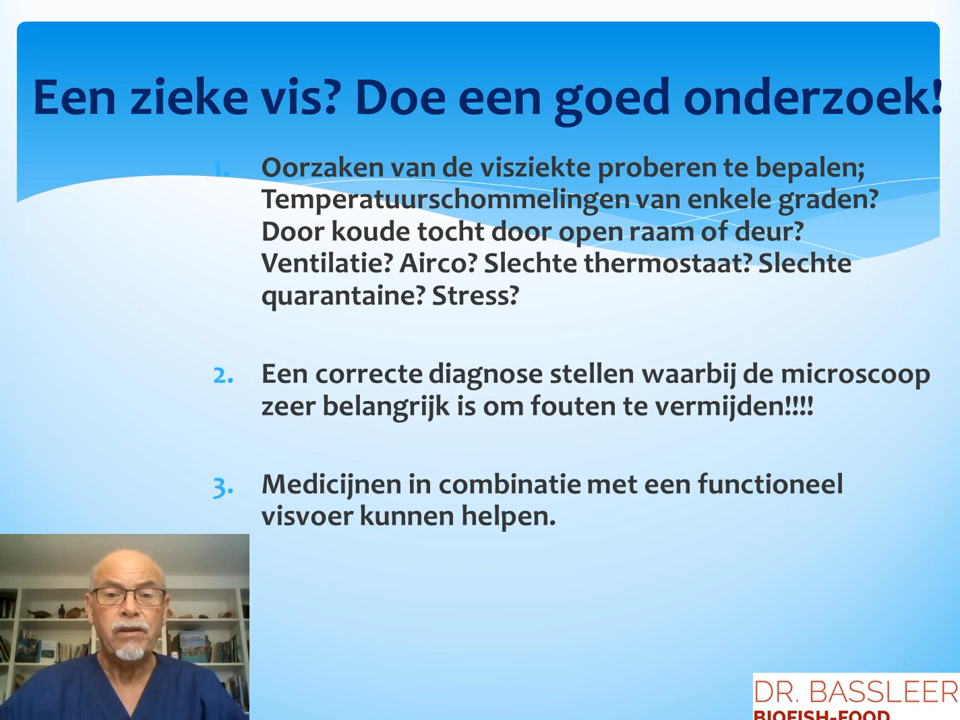 Een zieke vis? Doe een goed onderzoek!
1. Oorzaken van de visziekte proberen te bepalen;
Temperatuurschommelingen van enkele graden?
Door koude tocht door open raam of deur?
Ventilatie? Airco? Slechte thermostaat? Slechte
quarantaine? Stress?
2. Een correcte diagnose stellen waarbij de microscoop
zeer belangrijk is om fouten te vermijden!!!!
3. Medicijnen in combinatie met een functioneel
visvoer kunnen helpen.
DR. BASSLEER
BIOFISH-FOOD